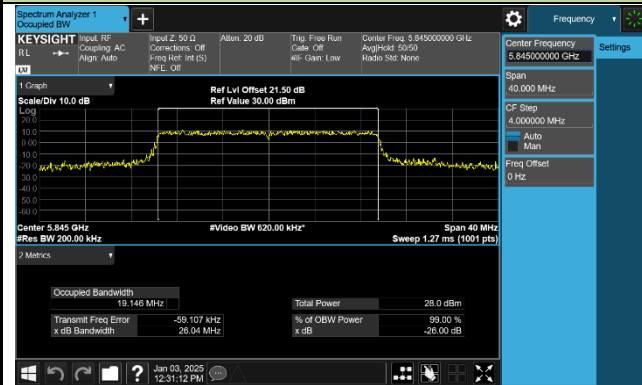 Spectrum Analyzer 1
Occupied BW
Frequency
KEYSIGHT
RL
LXI
Input: RF
Coupling: AC
Align: Auto
Input Z: 50 Ω
Corrections: Off
Freq Ref: Int (S)
NFE: Off
Atten: 20 dB
Trig: Free Run
Gate: Off
#IF Gain: Low
Center Freq: 5.845000000 GHz
Avg|Hold: 50/50
Radio Std: None
Center Frequency
5.845000000 GHz
Settings
Span
40.000 MHz
CF Step
4.000000 MHz
Auto
Man
Freq Offset
0 Hz
1 Graph
Scale/Div 10.0 dB
Ref Lvl Offset 21.50 dB
Ref Value 30.00 dBm
Log
20.0
10.0
0.00
-10.0
-20.0
-30.0
-40.0
-50.0
-60.0
Center 5.845 GHz
#Video BW 620.00 kHz*
Span 40 MHz
#Res BW 200.00 kHz
Sweep 1.27 ms (1001 pts)
2 Metrics
Occupied Bandwidth
19.146 MHz
Total Power
28.0 dBm
Transmit Freq Error
-59.107 kHz
% of OBW Power
99.00 %
x dB Bandwidth
26.04 MHz
x dB
-26.00 dB
?
Jan 03, 2025
12:31:12 PM